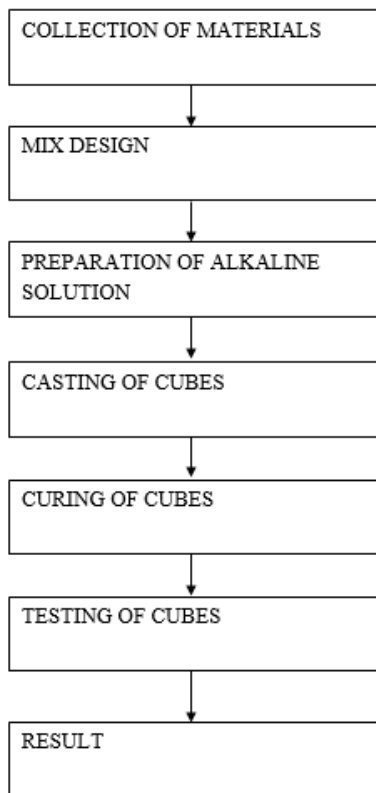 COLLECTION OF MATERIALS
MIX DESIGN
PREPARATION OF ALKALINE
SOLUTION
CASTING OF CUBES
CURING OF CUBES
TESTING OF CUBES
RESULT